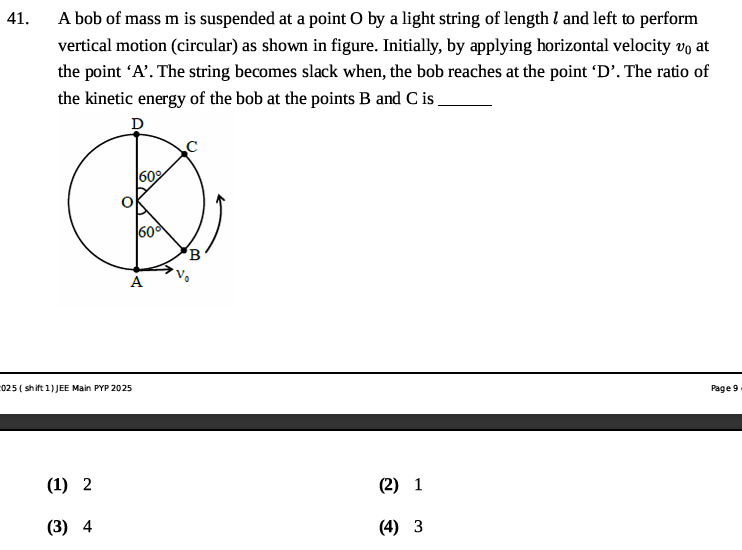 41. A bob of mass m is suspended at a point O by a light string of length l and left to perform
vertical motion (circular) as shown in figure. Initially, by applying horizontal velocity v₀ at
the point ‘A’. The string becomes slack when, the bob reaches at the point ‘D’. The ratio of
the kinetic energy of the bob at the points B and C is ______
D
C
60°
O
60°
B
A
V₀
025 ( shift 1) JEE Main PYP 2025
Page 9
(1) 2
(2) 1
(3) 4
(4) 3